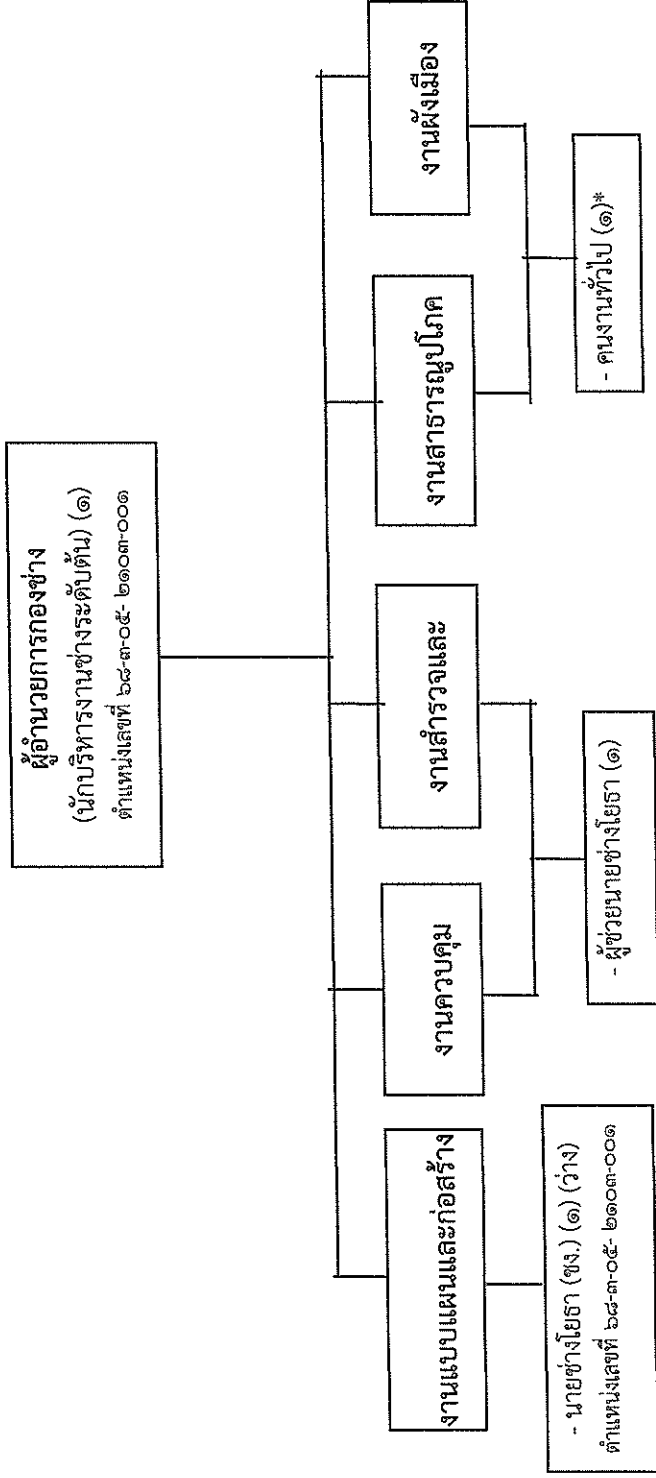 ผู้อำนวยการกองช่าง
(นักบริหารงานช่างระดับต้น) (๑)
ตำแหน่งเลขที่ ๖๘-๓-๐๕- ๒๑๐๓-๐๐๑
งานแบบแผนและก่อสร้าง
งานควบคุม
งานสำรวจและ
งานสาธารณูปโภค
งานผังเมือง
- นายช่างโยธา (ชง.) (๑) (ว่าง)
ตำแหน่งเลขที่ ๖๘-๓-๐๕- ๒๑๐๓-๐๐๑
- ผู้ช่วยนายช่างโยธา (๑)
- คนงานทั่วไป (๑)*